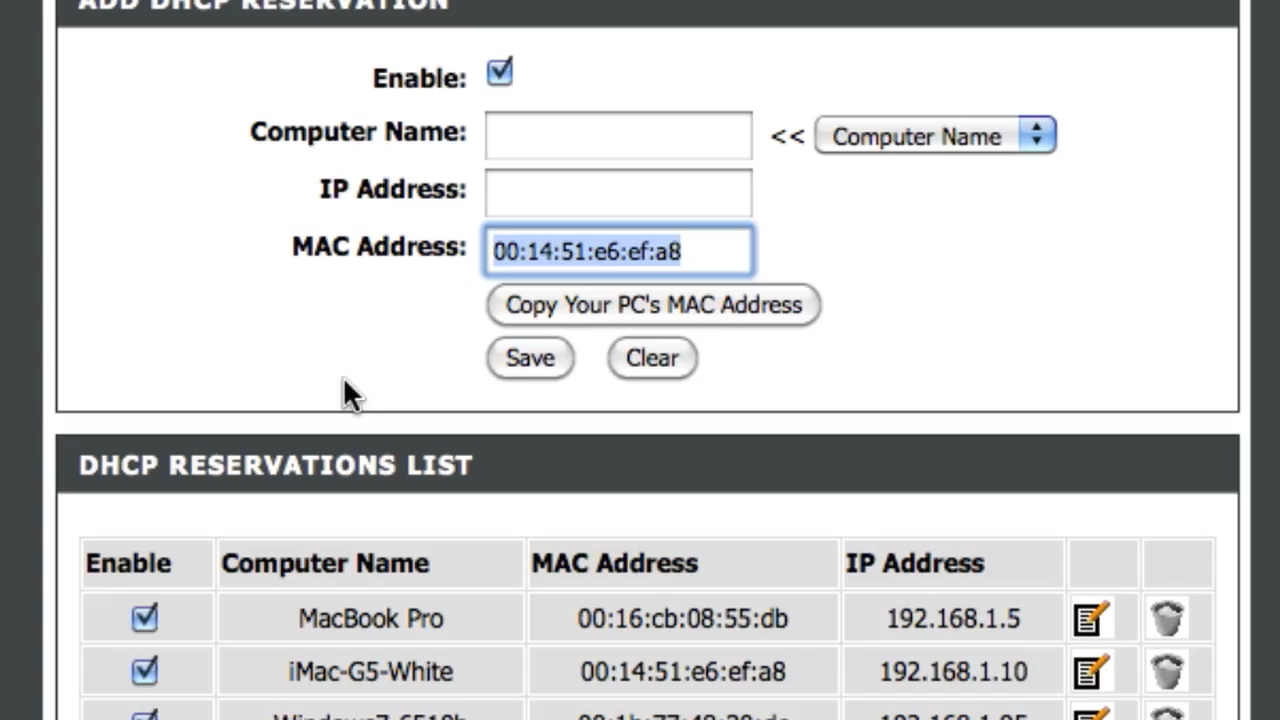 ADD DHCP RESERVATION
Enable:
Computer Name: << Computer Name
IP Address:
MAC Address: 00:14:51:e6:ef:a8
Copy Your PC's MAC Address
Save Clear
DHCP RESERVATIONS LIST
Enable Computer Name MAC Address IP Address
MacBook Pro 00:16:cb:08:55:db 192.168.1.5
iMac-G5-White 00:14:51:e6:ef:a8 192.168.1.10